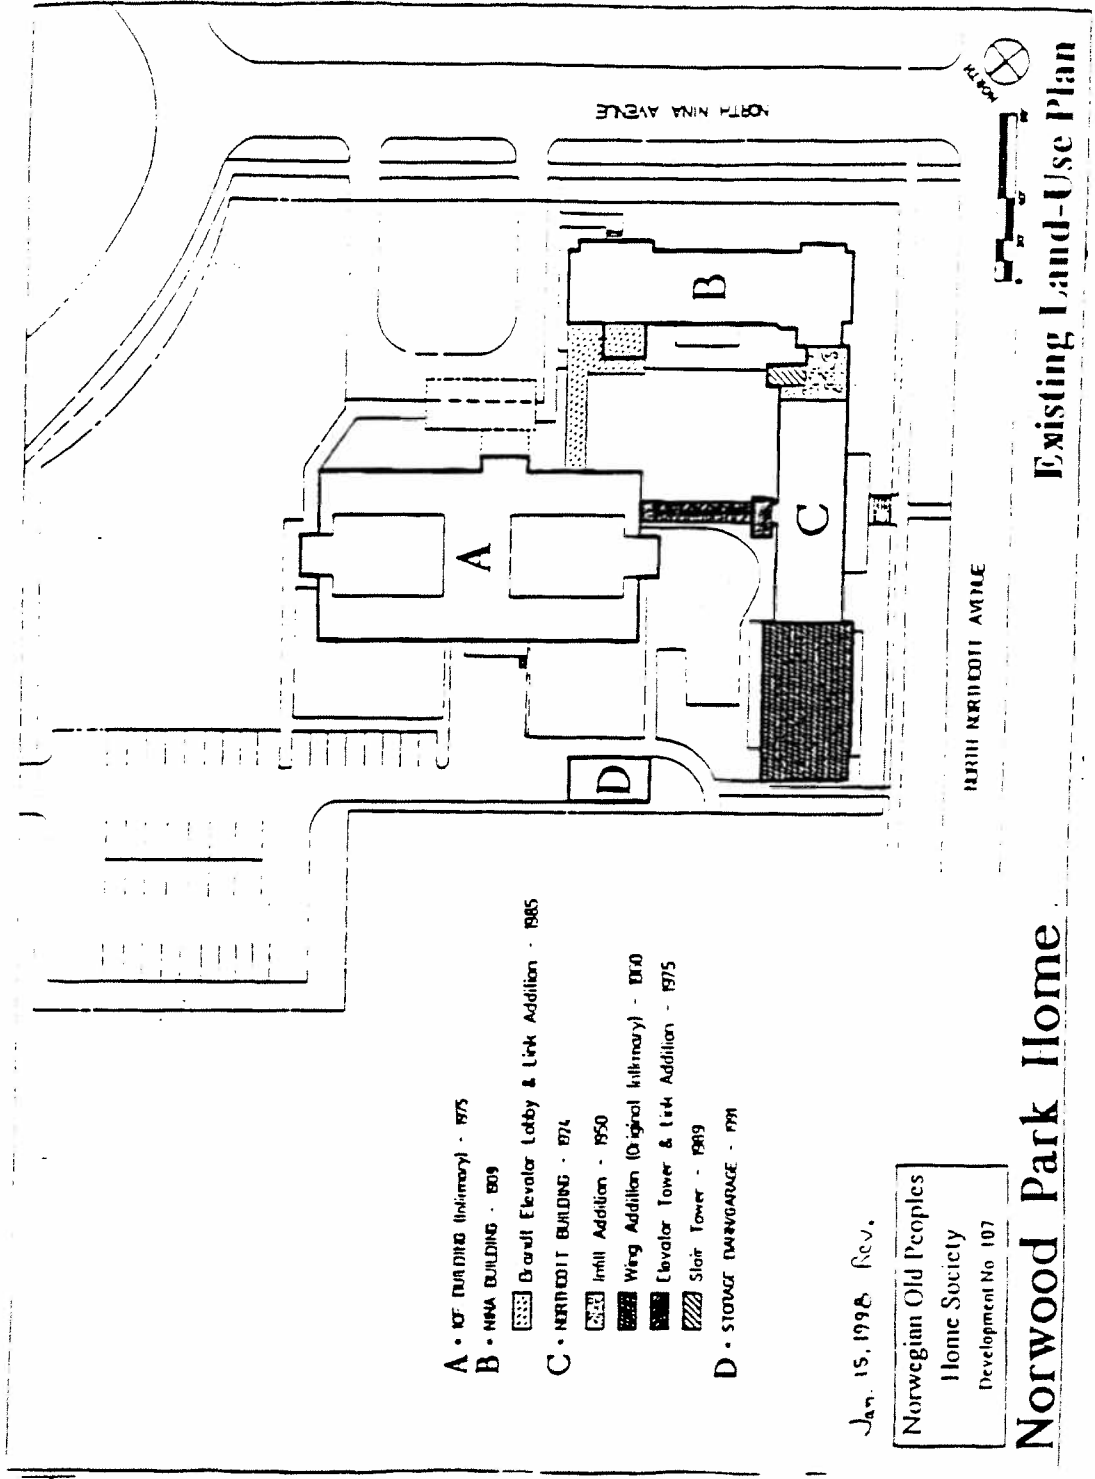 NORTH NINA AVENUE
NORTH
B
A
C
D
NORTH NORTHCOTT AVENUE
Existing Land-Use Plan
A • ICF BUILDING (Infirmary) - 1975
B • NINA BUILDING - 1909
Brandt Elevator Lobby & Link Addition - 1985
C • NORTHCOTT BUILDING - 1924
Infill Addition - 1950
Wing Addition (Original Infirmary) - 1960
Elevator Tower & Link Addition - 1975
Stair Tower - 1989
D • STORAGE BARN/GARAGE - 1991
Jan. 15, 1998 Rev.
Norwegian Old Peoples
Home Society
Development No 107
Norwood Park Home